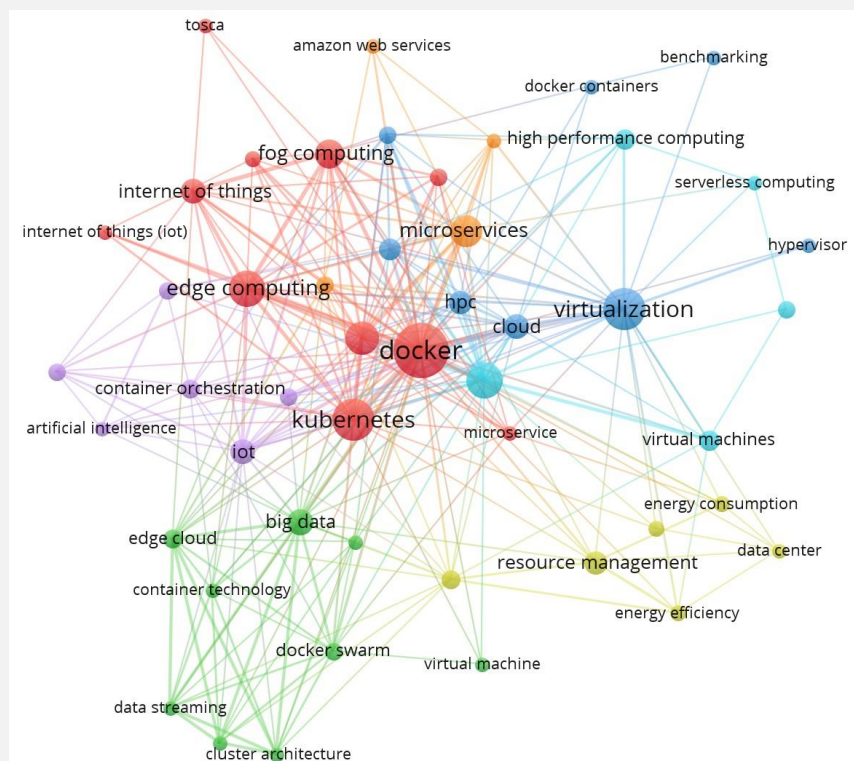 tosca
amazon web services
benchmarking
docker containers
high performance computing
fog computing
serverless computing
internet of things
microservices
internet of things (iot)
hypervisor
edge computing
hpc
virtualization
cloud
docker
container orchestration
kubernetes
artificial intelligence
microservice
virtual machines
iot
energy consumption
big data
edge cloud
data center
resource management
container technology
energy efficiency
docker swarm
virtual machine
data streaming
cluster architecture